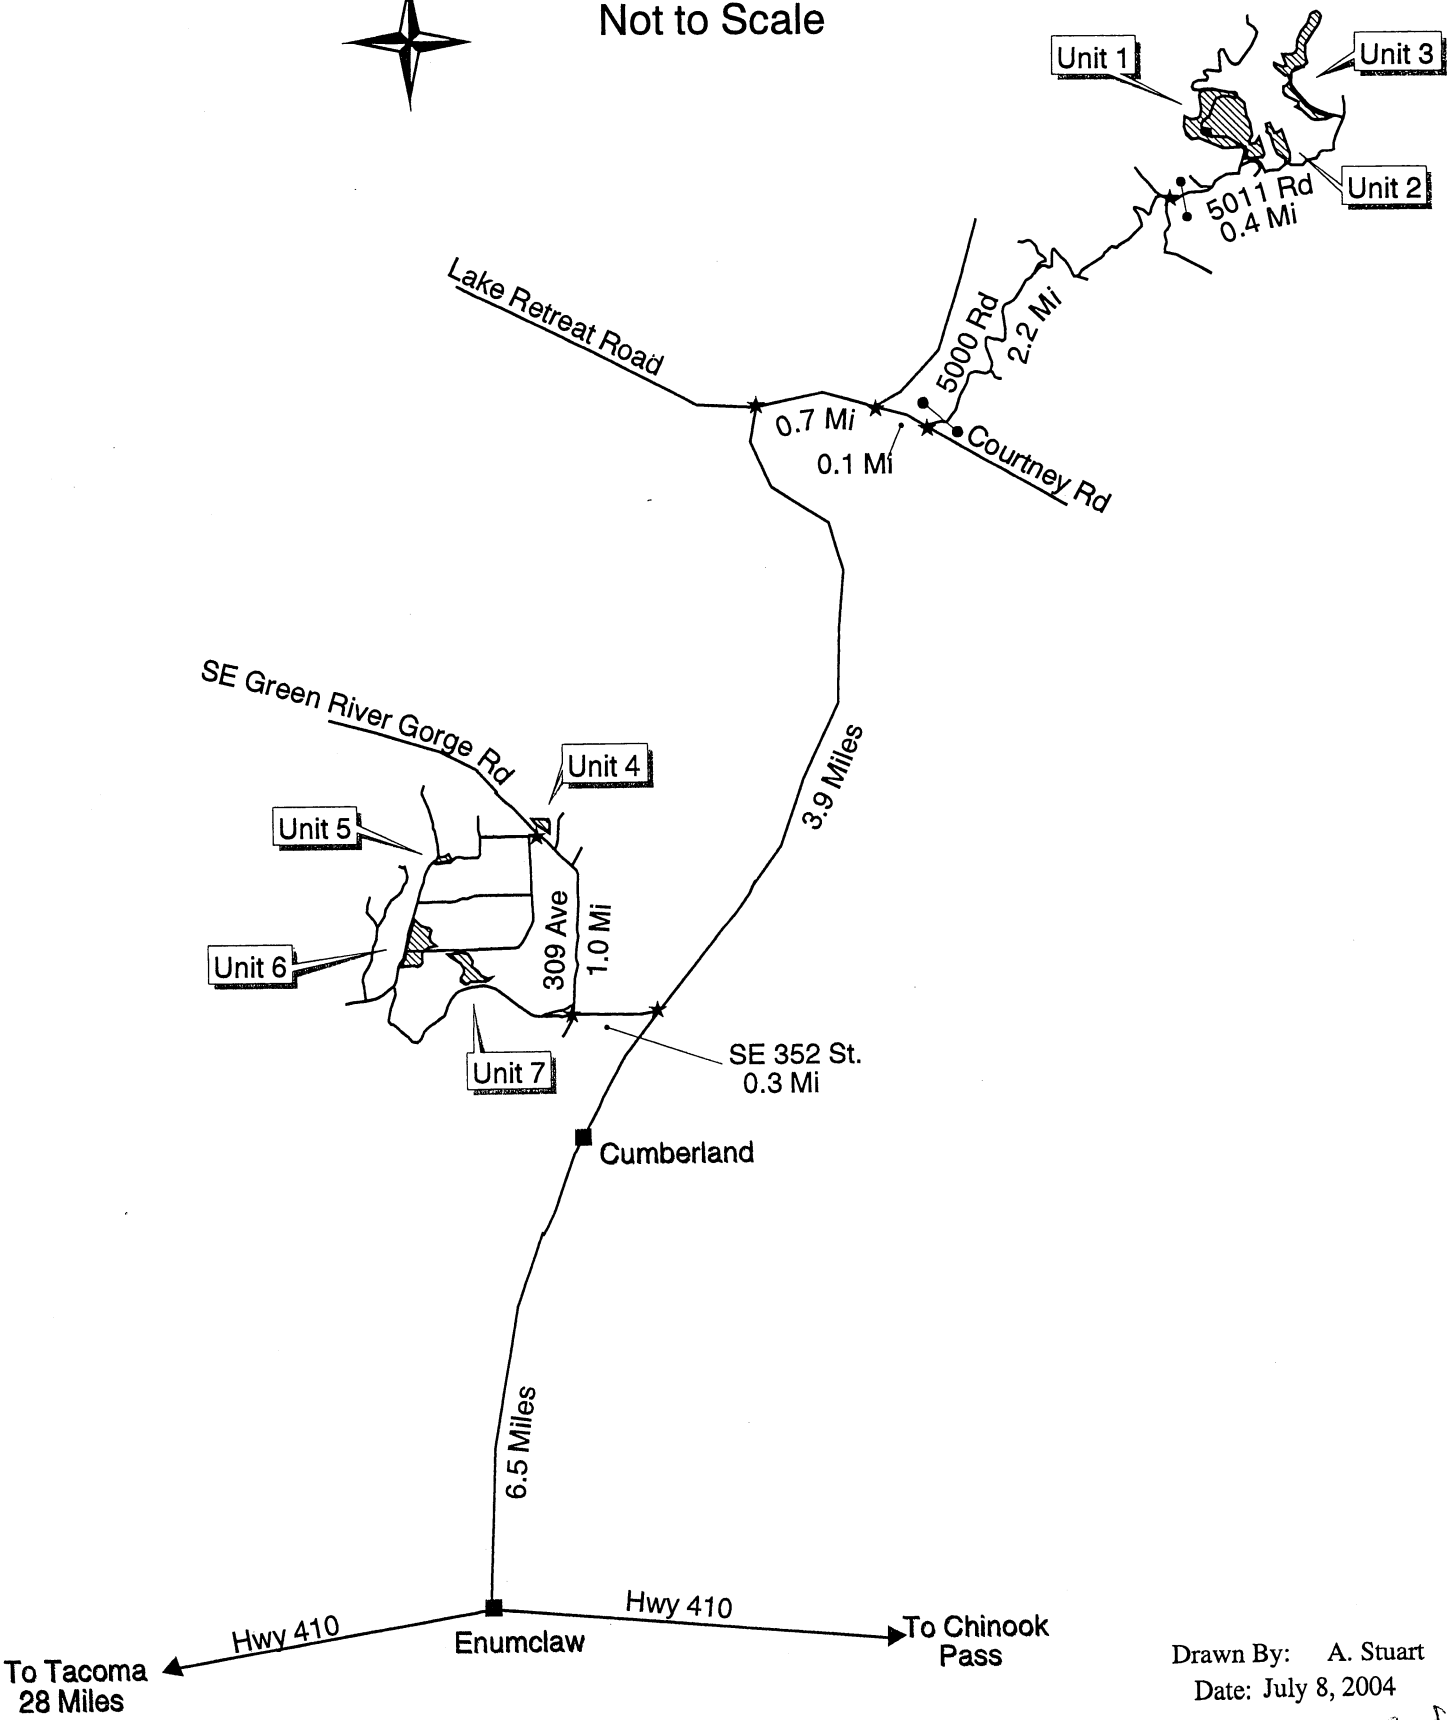 Not to Scale
Unit 1
Unit 3
Unit 2
5011 Rd
0.4 Mi
Lake Retreat Road
5000 Rd
2.2 Mi
0.7 Mi
0.1 Mi
Courtney Rd
SE Green River Gorge Rd
3.9 Miles
Unit 4
Unit 5
309 Ave
1.0 Mi
Unit 6
SE 352 St.
0.3 Mi
Unit 7
Cumberland
6.5 Miles
Hwy 410
Hwy 410
Enumclaw
To Chinook
Pass
To Tacoma
28 Miles
Drawn By: A. Stuart
Date: July 8, 2004